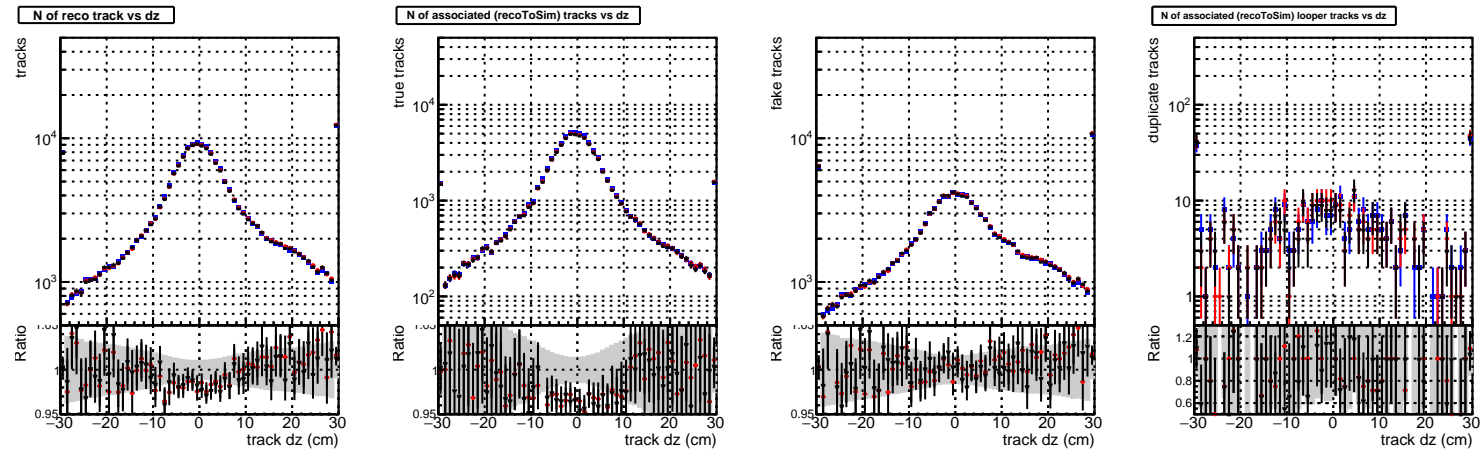 N of reco track vs dz
tracks
10^4
10^3
Ratio
1
0.95
−30 −20 −10 0 10 20 30
track dz (cm)
N of associated (recoToSim) tracks vs dz
true tracks
10^4
10^3
10^2
Ratio
1
0.95
−30 −20 −10 0 10 20 30
track dz (cm)
fake tracks
10^4
10^3
Ratio
1
0.95
−30 −20 −10 0 10 20 30
track dz (cm)
N of associated (recoToSim) looper tracks vs dz
duplicate tracks
10^2
10
1
Ratio
1.2
1
0.8
0.6
−30 −20 −10 0 10 20 30
track dz (cm)